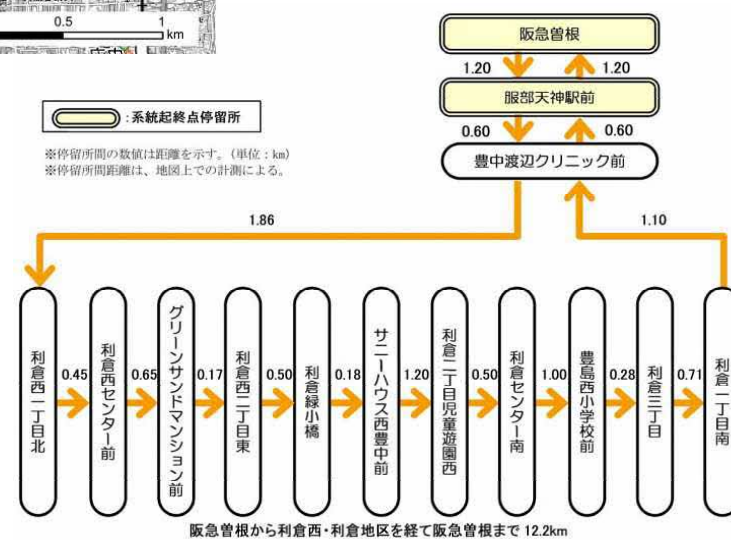 0.5
1
km
阪急曽根
1.20
1.20
:系統起終点停留所
服部天神駅前
0.60
0.60
※停留所間の数値は距離を示す。(単位:km)
※停留所間距離は、地図上での計測による。
豊中渡辺クリニック前
1.86
1.10
利倉西一丁目北
0.45
利倉西センター前
0.65
グリーンサンドマンション前
0.17
利倉西二丁目東
0.50
利倉緑小橋
0.18
サニーハウス西豊中前
1.20
利倉二丁目児童遊園西
0.50
利倉センター南
1.00
豊島西小学校前
0.28
利倉三丁目
0.71
利倉一丁目南
阪急曽根から利倉西・利倉地区を経て阪急曽根まで 12.2km